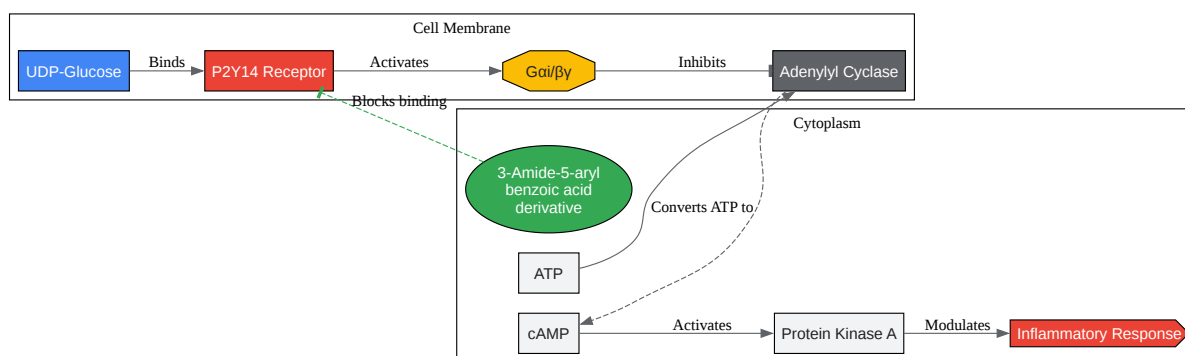 Cell Membrane
UDP-Glucose
Binds
P2Y14 Receptor
Activates
Gαi/βγ
Inhibits
Adenylyl Cyclase
Blocks binding
Cytoplasm
3-Amide-5-aryl
benzoic acid
derivative
Converts ATP to
ATP
cAMP
Activates
Protein Kinase A
Modulates
Inflammatory Response